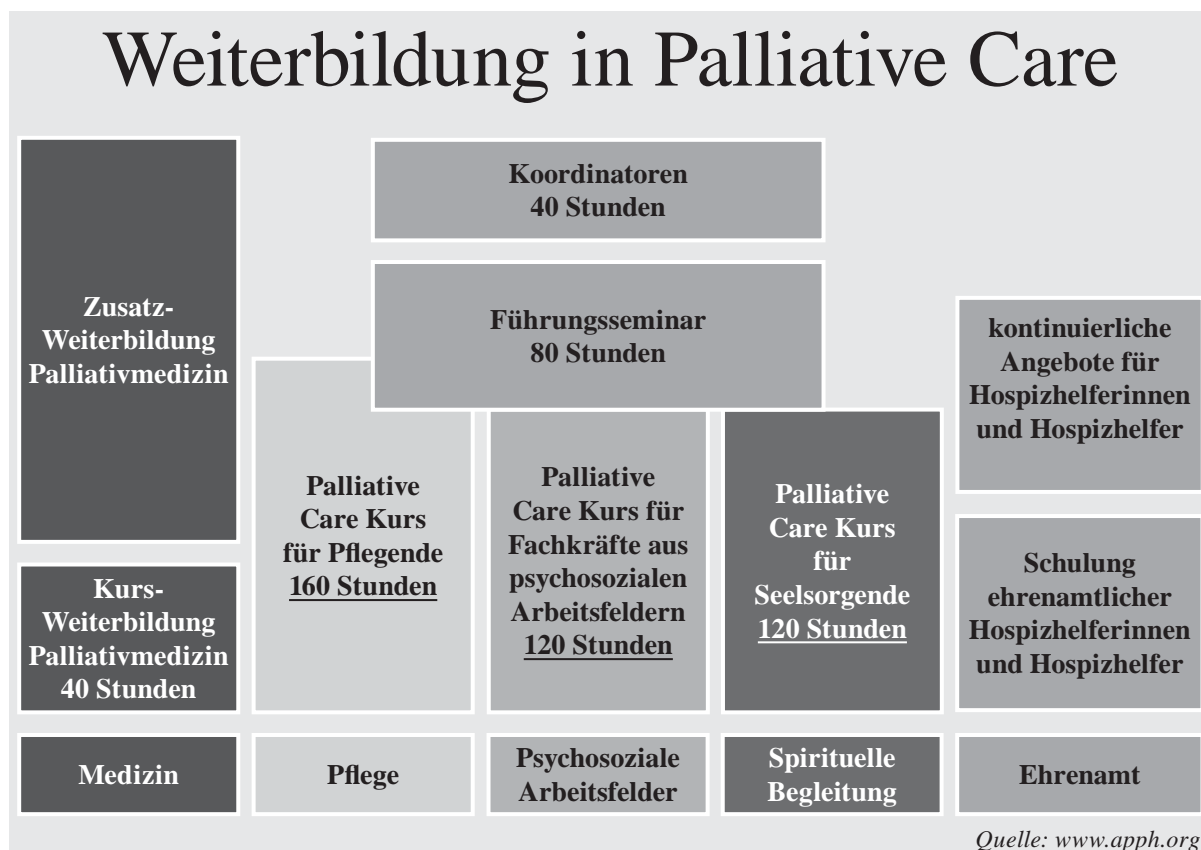 Weiterbildung in Palliative Care
Koordinatoren
40 Stunden
Führungsseminar
80 Stunden
Zusatz-
Weiterbildung
Palliativmedizin
Kurs-
Weiterbildung
Palliativmedizin
40 Stunden
Palliative
Care Kurs
für Pflegende
160 Stunden
Palliative
Care Kurs für
Fachkräfte aus
psychosozialen
Arbeitsfeldern
120 Stunden
Palliative
Care Kurs
für
Seelsorgende
120 Stunden
kontinuierliche
Angebote für
Hospizhelferinnen
und Hospizhelfer
Schulung
ehrenamtlicher
Hospizhelferinnen
und Hospizhelfer
Medizin
Pflege
Psychosoziale
Arbeitsfelder
Spirituelle
Begleitung
Ehrenamt
Quelle: www.apph.org